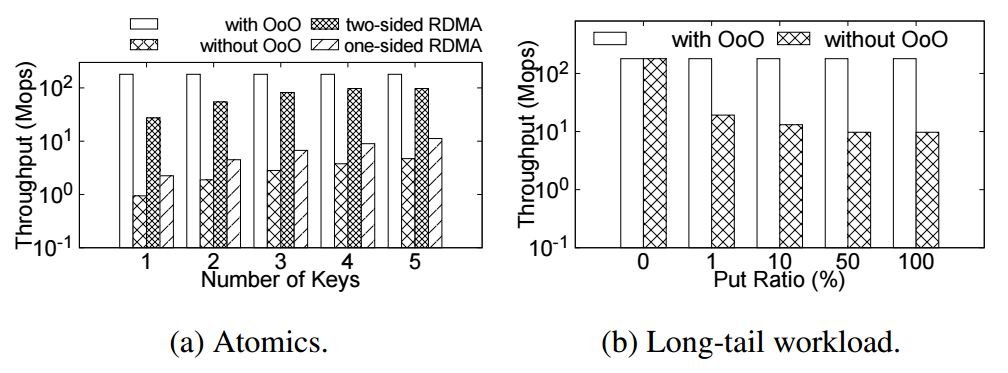 with OoO two-sided RDMA
without OoO one-sided RDMA
Throughput (Mops)
10^2
10^1
10^0
10^-1
1 2 3 4 5
Number of Keys
(a) Atomics.
with OoO without OoO
Throughput (Mops)
10^2
10^1
10^0
10^-1
0 1 10 50 100
Put Ratio (%)
(b) Long-tail workload.